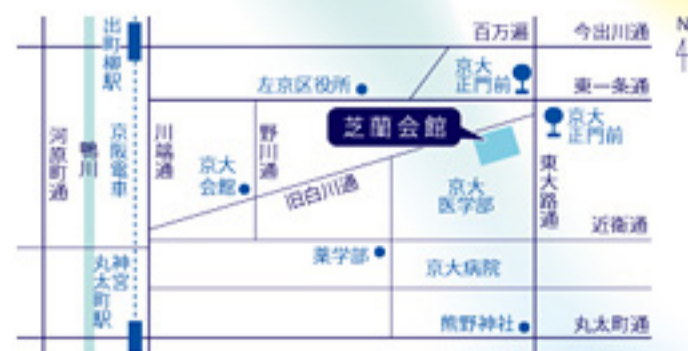 出町柳駅
百万遍
今出川通
N
左京区役所
京大
正門前
東一条通
河原町通
鴨川
京阪電車
川端通
野川通
芝蘭会館
京大
正門前
京大
会館
旧白川通
京大
医学部
東大路通
近衛通
神宮
丸太町駅
薬学部
京大病院
熊野神社
丸太町通